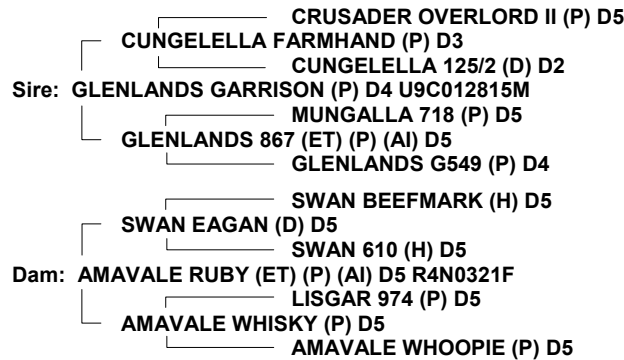 CRUSADER OVERLORD II (P) D5
CUNGELELLA FARMHAND (P) D3
CUNGELELLA 125/2 (D) D2
Sire: GLENLANDS GARRISON (P) D4 U9C012815M
MUNGALLA 718 (P) D5
GLENLANDS 867 (ET) (P) (AI) D5
GLENLANDS G549 (P) D4
SWAN BEEFMARK (H) D5
SWAN EAGAN (D) D5
SWAN 610 (H) D5
Dam: AMAVALE RUBY (ET) (P) (AI) D5 R4N0321F
LISGAR 974 (P) D5
AMAVALE WHISKY (P) D5
AMAVALE WHOOPIE (P) D5